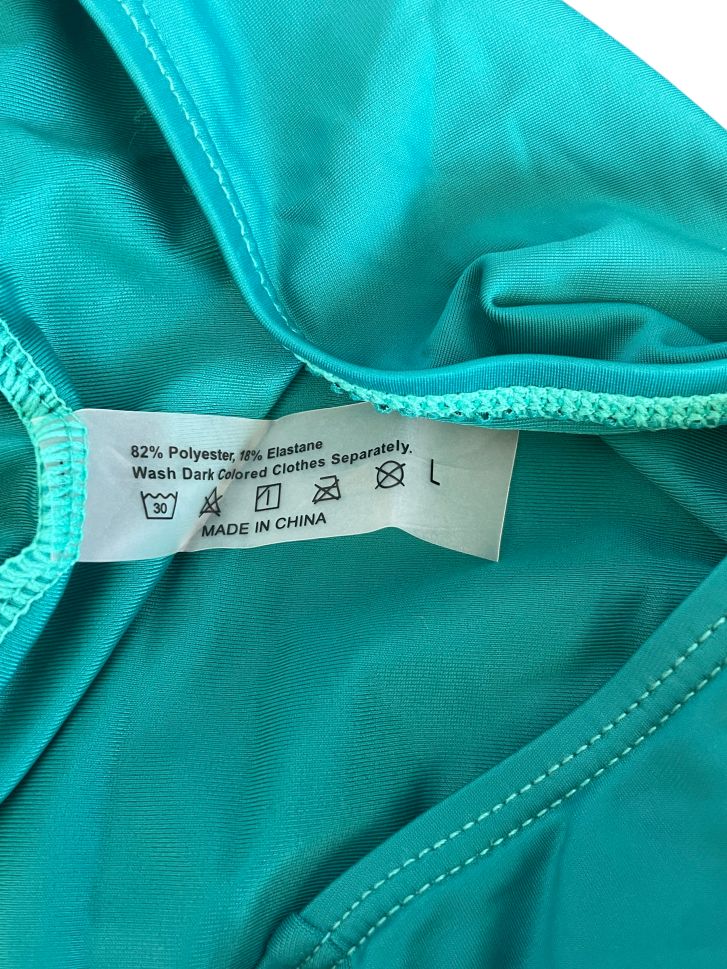 82% Polyester, 18% Elastane
Wash Dark Colored Clothes Separately.
30 L
MADE IN CHINA